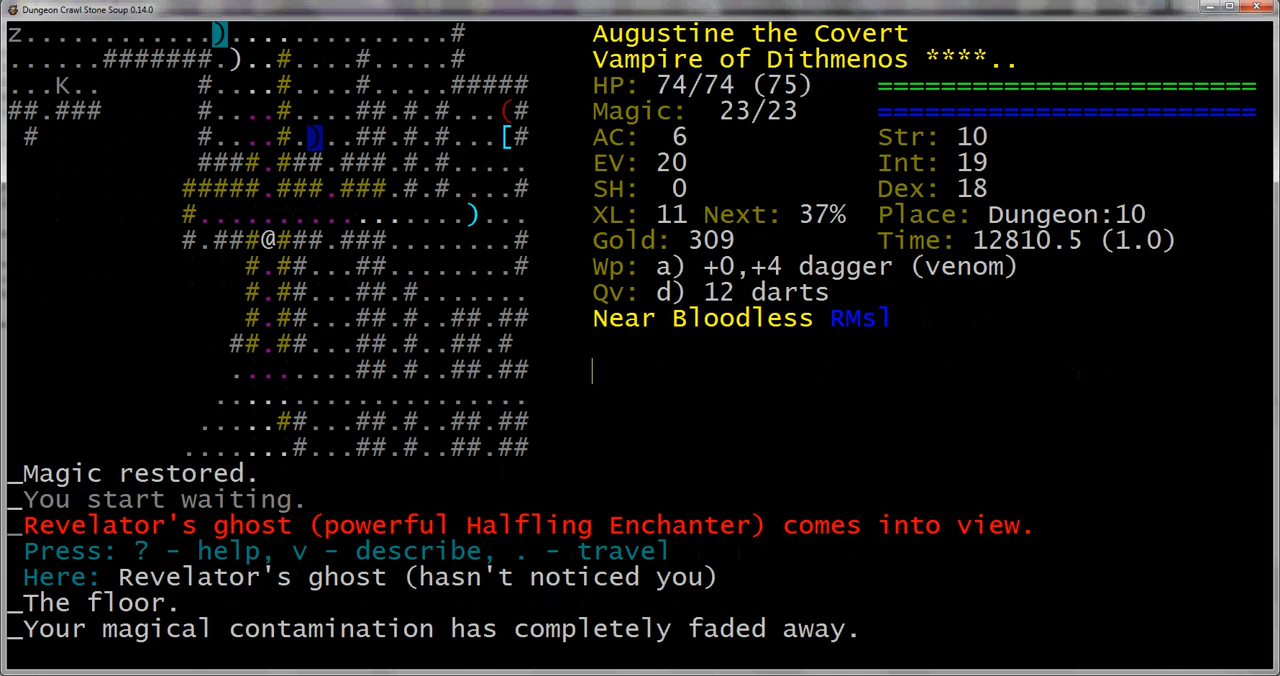 Dungeon Crawl Stone Soup 0.14.0
z............).................#
......#######.)..#....#.....#
...K..      #....#....#.....#####
##.###      #....#....##.#.#...(#
 #          #....#.)..##.#.#...[#
            ####.###.###.#.#.....
           #####.###.###.#.#....#
           #.................)...
           #.###@####.###........#
               #.##...##........#
               #.##...##.#.......
               #.##...##.#..##.##
              ##.##...##.#..##.#
              ........##.#..##.##
             ....................
            .....##...##.#..##.##
           .......#...##.#..##.##
Augustine the Covert
Vampire of Dithmenos ****..
HP: 74/74 (75) ========================
Magic: 23/23 ========================
AC: 6 Str: 10
EV: 20 Int: 19
SH: 0 Dex: 18
XL: 11 Next: 37% Place: Dungeon:10
Gold: 309 Time: 12810.5 (1.0)
Wp: a) +0,+4 dagger (venom)
Qv: d) 12 darts
Near Bloodless RMsl
_Magic restored.
_You start waiting.
_Revelator's ghost (powerful Halfling Enchanter) comes into view.
Press: ? - help, v - describe, . - travel
Here: Revelator's ghost (hasn't noticed you)
_The floor.
_Your magical contamination has completely faded away.